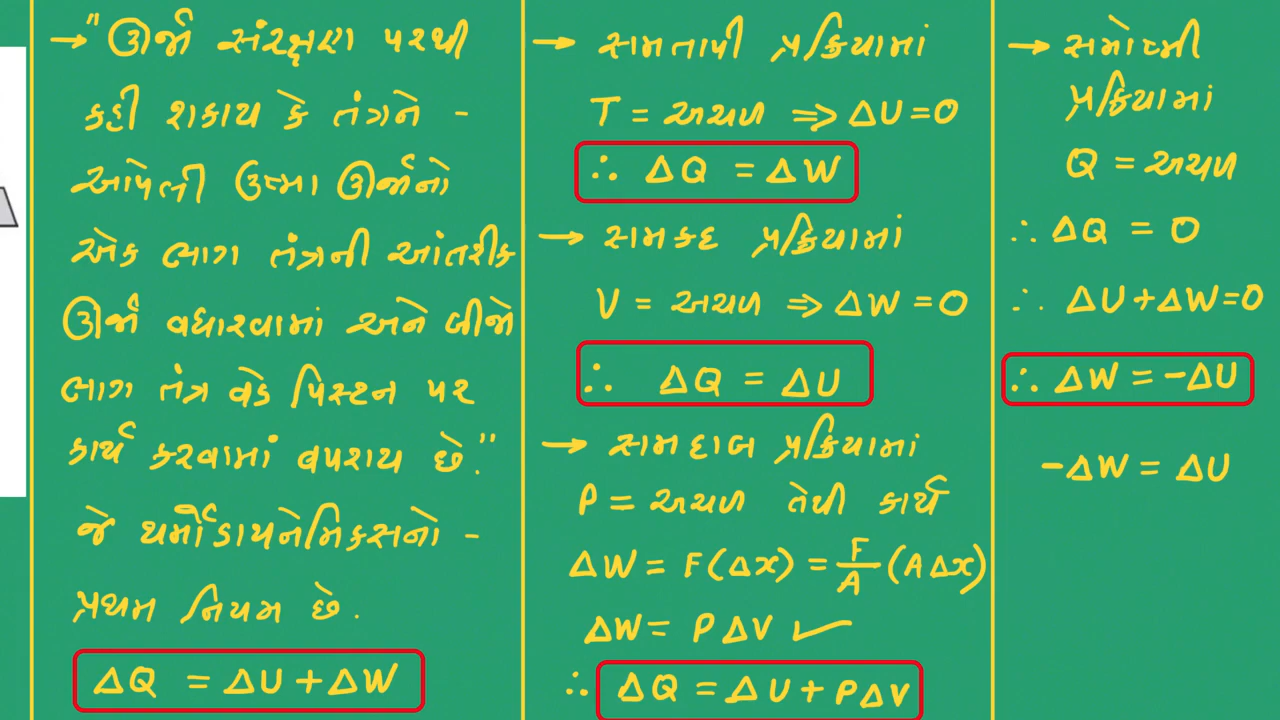 → "ઊર્જા સંરક્ષણ પરથી
કહી શકાય કે તંત્રને -
આપેલી ઉષ્મા ઊર્જાનો
એક ભાગ તંત્રની આંતરીક
ઊર્જા વધારવામાં અને બીજો
ભાગ તંત્ર વડે પિસ્ટન પર
કાર્ય કરવામાં વપરાય છે."
જે થર્મોડાયનેમિકસનો -
પ્રથમ નિયમ છે.
ΔQ = ΔU + ΔW
→ સમતાપી પ્રક્રિયામાં
T = અચળ ⇒ ΔU = 0
∴ ΔQ = ΔW
→ સમકદ પ્રક્રિયામાં
V = અચળ ⇒ ΔW = 0
∴ ΔQ = ΔU
→ સમદાબ પ્રક્રિયામાં
P = અચળ તેથી કાર્ય
ΔW = F(Δx) = F/A (AΔx)
ΔW = PΔV ✓
∴ ΔQ = ΔU + PΔV
→ સમોષ્મી
પ્રક્રિયામાં
Q = અચળ
∴ ΔQ = 0
∴ ΔU + ΔW = 0
∴ ΔW = -ΔU
-ΔW = ΔU